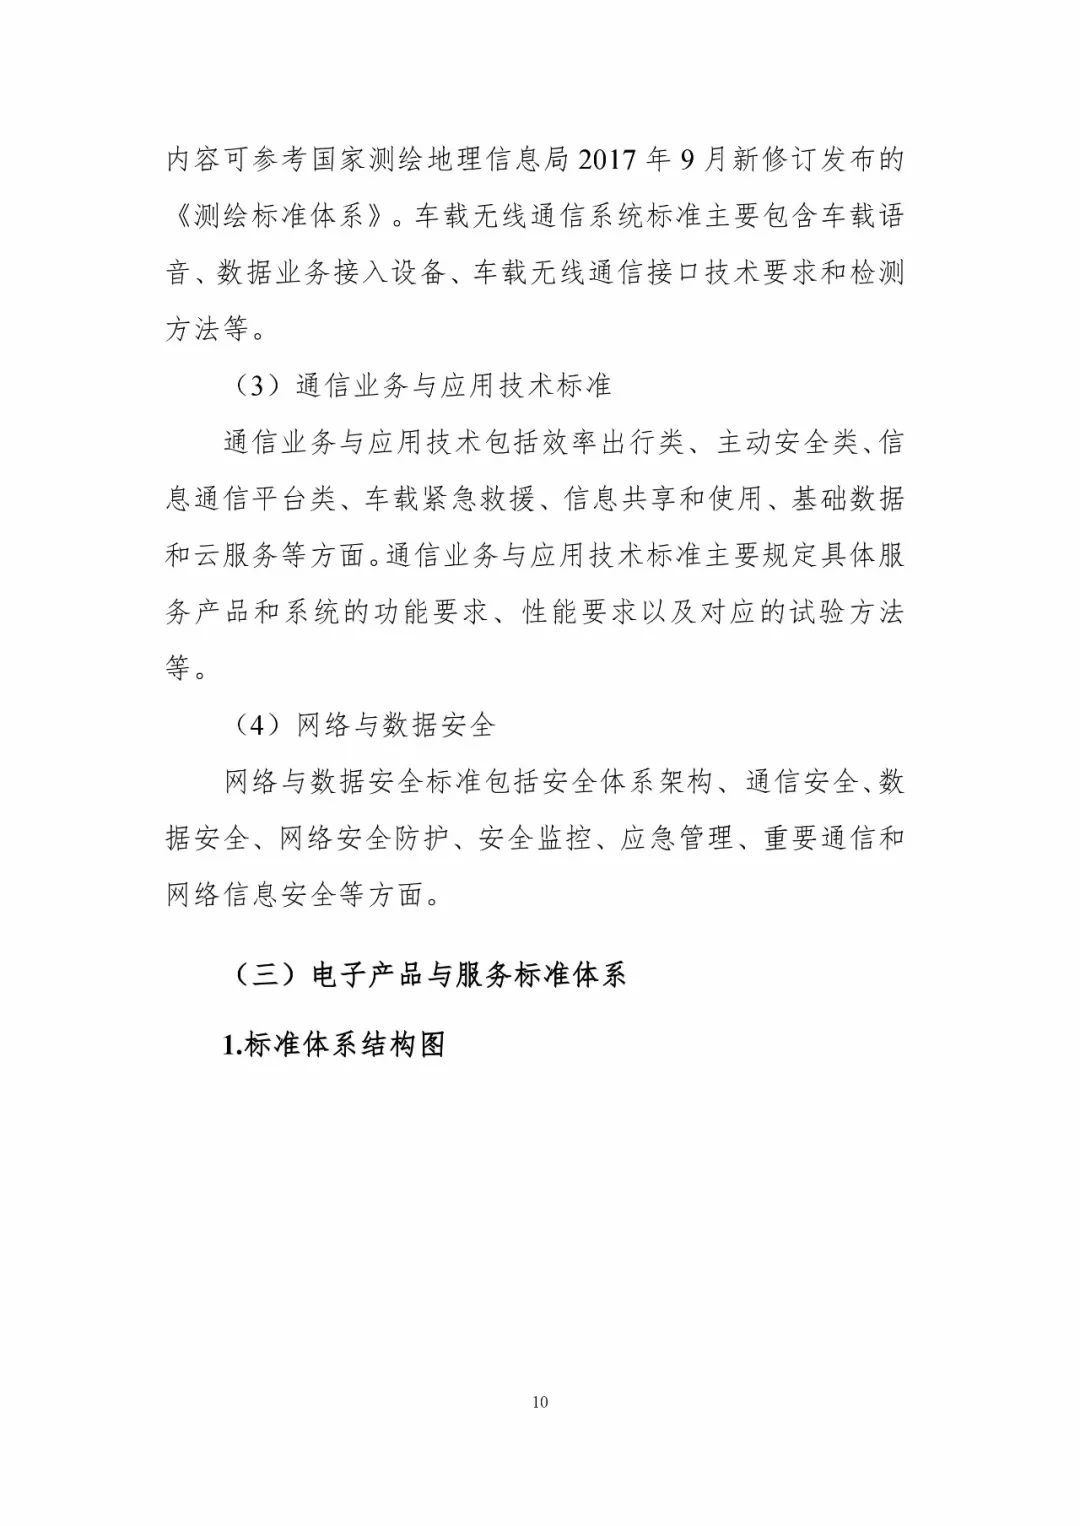 内容可参考国家测绘地理信息局 2017 年 9 月新修订发布的
《测绘标准体系》。车载无线通信系统标准主要包含车载语
音、数据业务接入设备、车载无线通信接口技术要求和检测
方法等。
（3）通信业务与应用技术标准
通信业务与应用技术包括效率出行类、主动安全类、信
息通信平台类、车载紧急救援、信息共享和使用、基础数据
和云服务等方面。通信业务与应用技术标准主要规定具体服
务产品和系统的功能要求、性能要求以及对应的试验方法
等。
（4）网络与数据安全
网络与数据安全标准包括安全体系架构、通信安全、数
据安全、网络安全防护、安全监控、应急管理、重要通信和
网络信息安全等方面。
（三）电子产品与服务标准体系
1.标准体系结构图
10